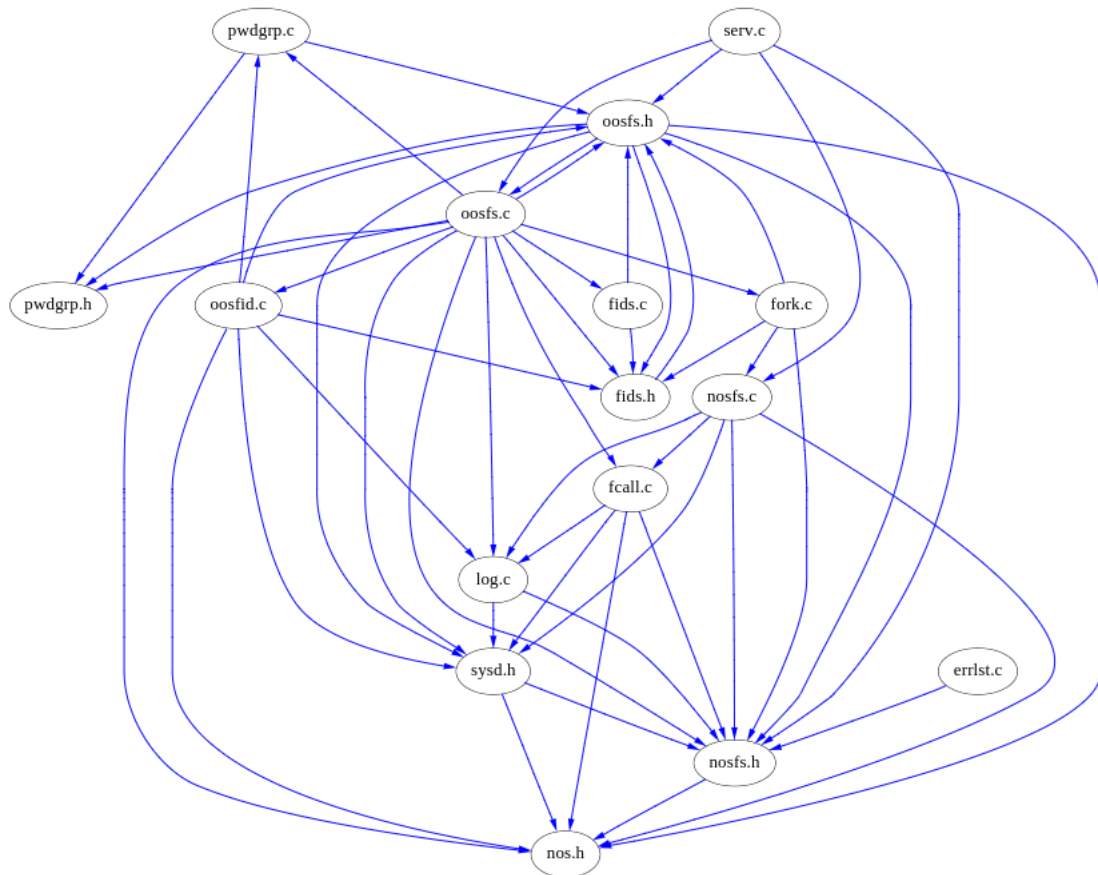 pwdgrp.c
serv.c
oosfs.h
oosfs.c
pwdgrp.h
oosfid.c
fids.c
fork.c
fids.h
nosfs.c
fcall.c
log.c
sysd.h
errlst.c
nosfs.h
nos.h